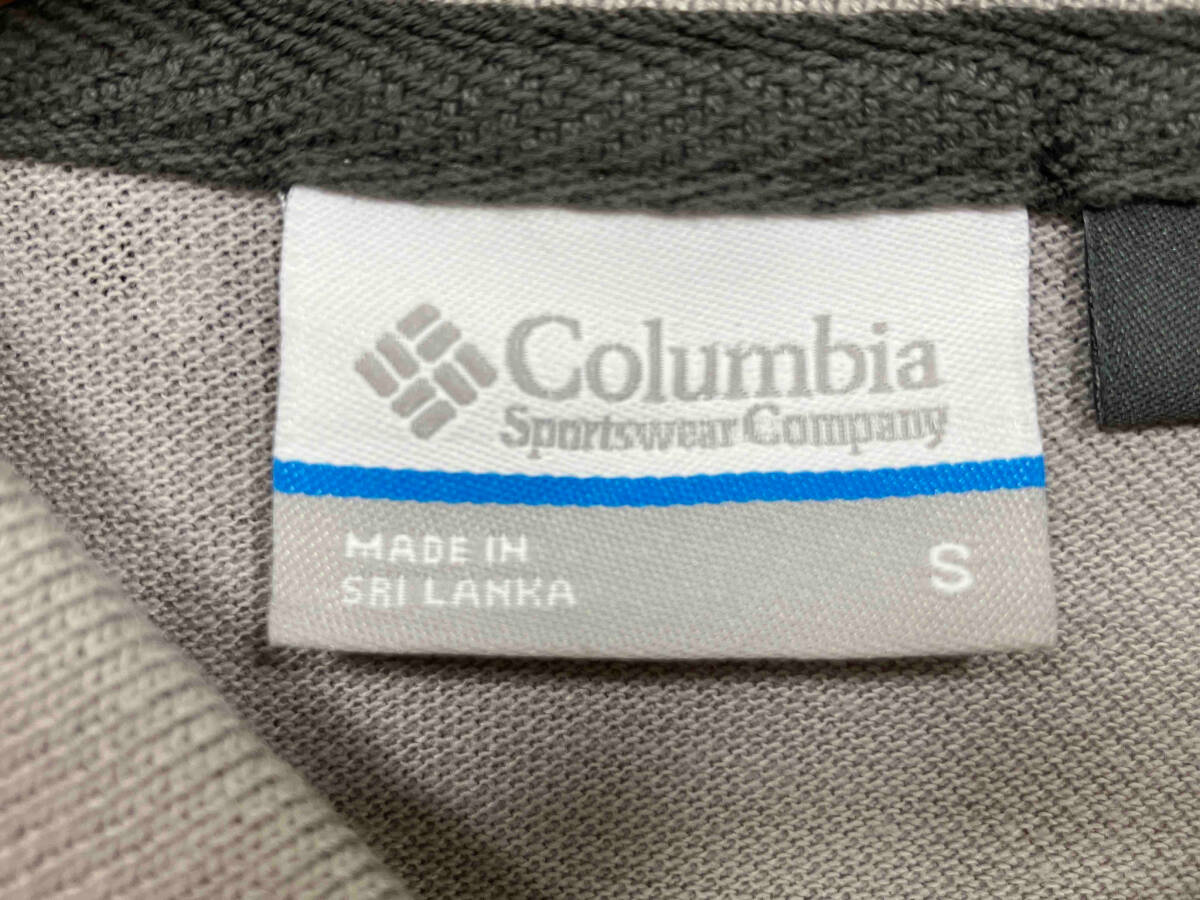 Columbia
Sportswear Company
MADE IN
SRI LANKA
S